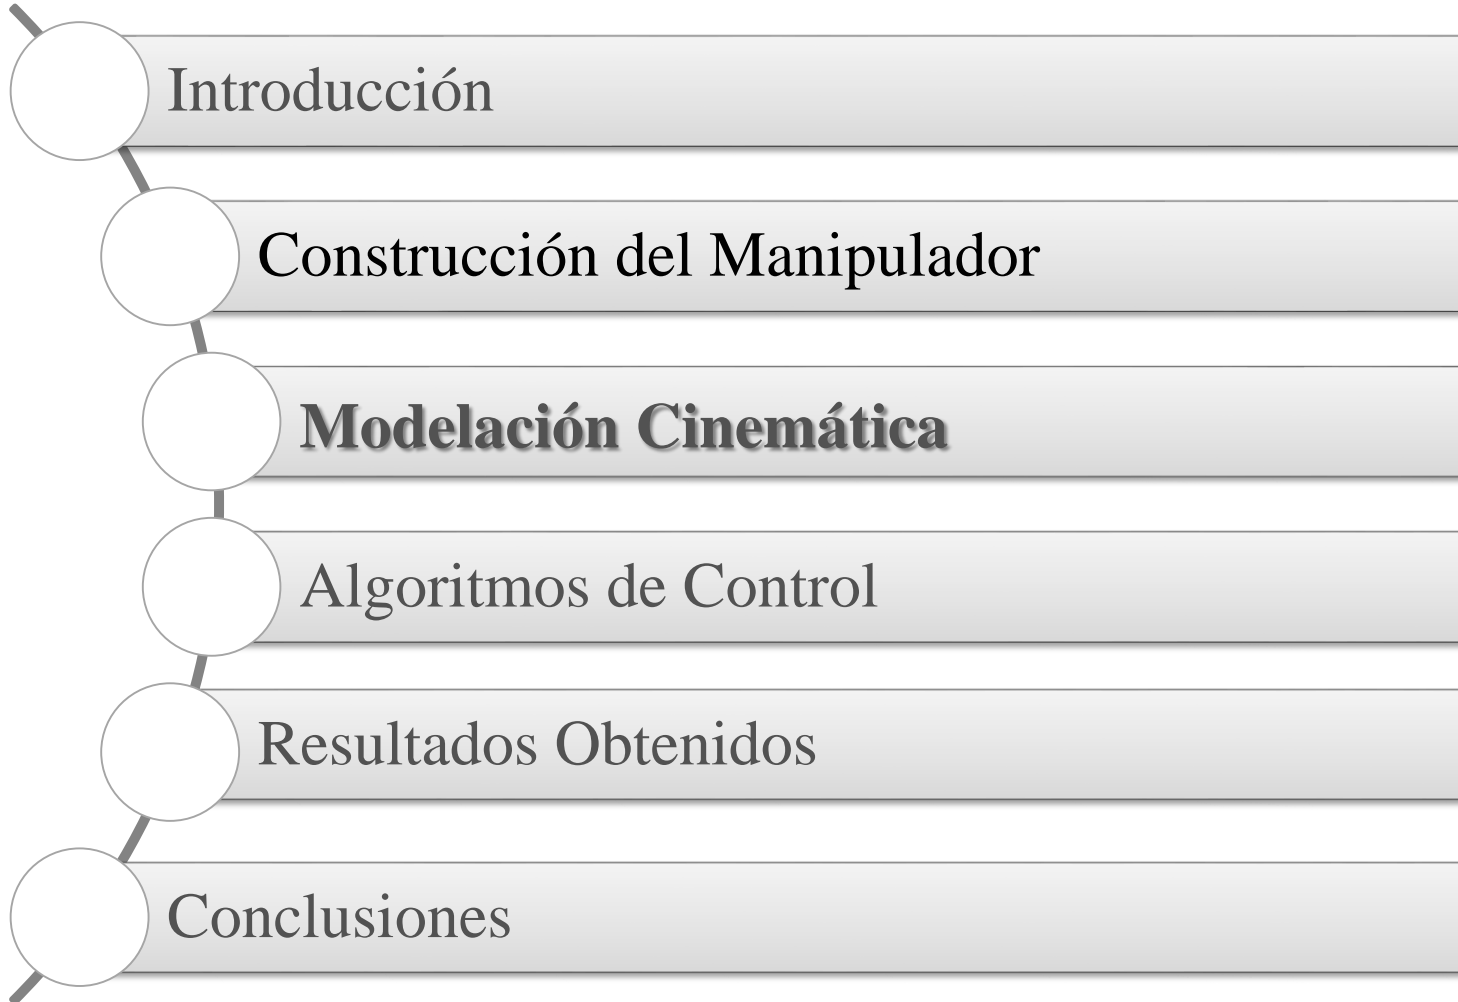 Introducción
Construcción del Manipulador
Modelación Cinemática
Algoritmos de Control
Resultados Obtenidos
Conclusiones